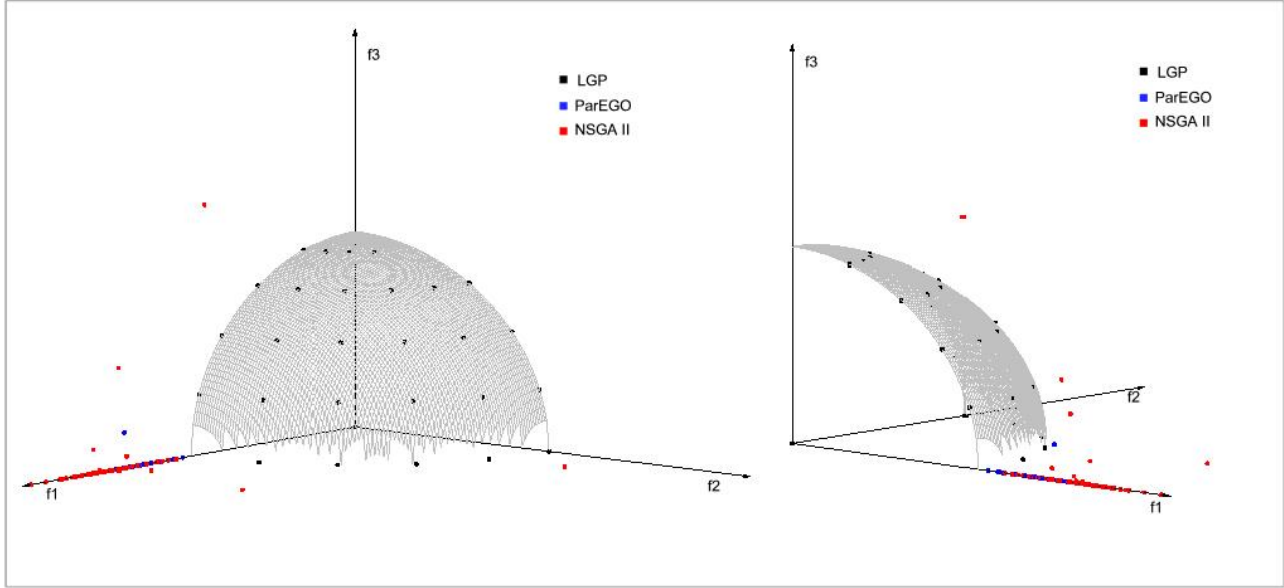 f3
LGP
ParEGO
NSGA II
f1
f2
f3
LGP
ParEGO
NSGA II
f2
f1